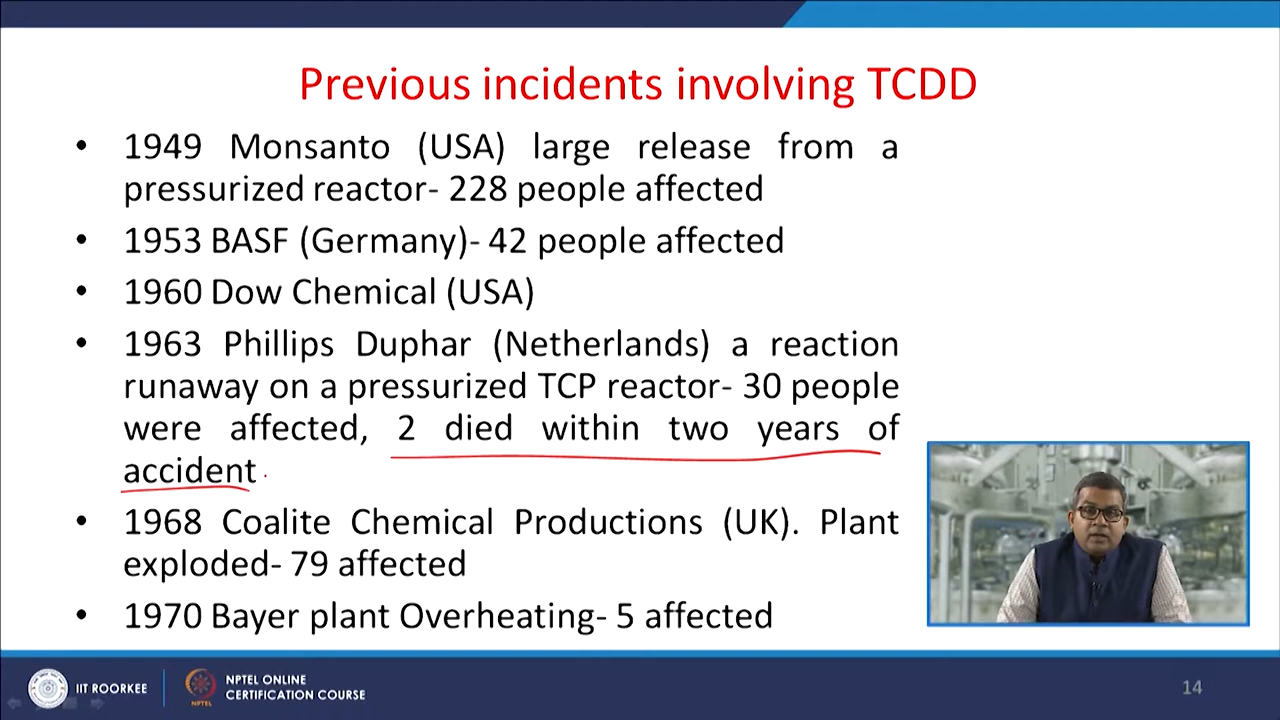 Previous incidents involving TCDD
• 1949 Monsanto (USA) large release from a
pressurized reactor- 228 people affected
• 1953 BASF (Germany)- 42 people affected
• 1960 Dow Chemical (USA)
• 1963 Phillips Duphar (Netherlands) a reaction
runaway on a pressurized TCP reactor- 30 people
were affected, 2 died within two years of
accident
• 1968 Coalite Chemical Productions (UK). Plant
exploded- 79 affected
• 1970 Bayer plant Overheating- 5 affected
IIT ROORKEE
NPTEL
NPTEL ONLINE
CERTIFICATION COURSE
14